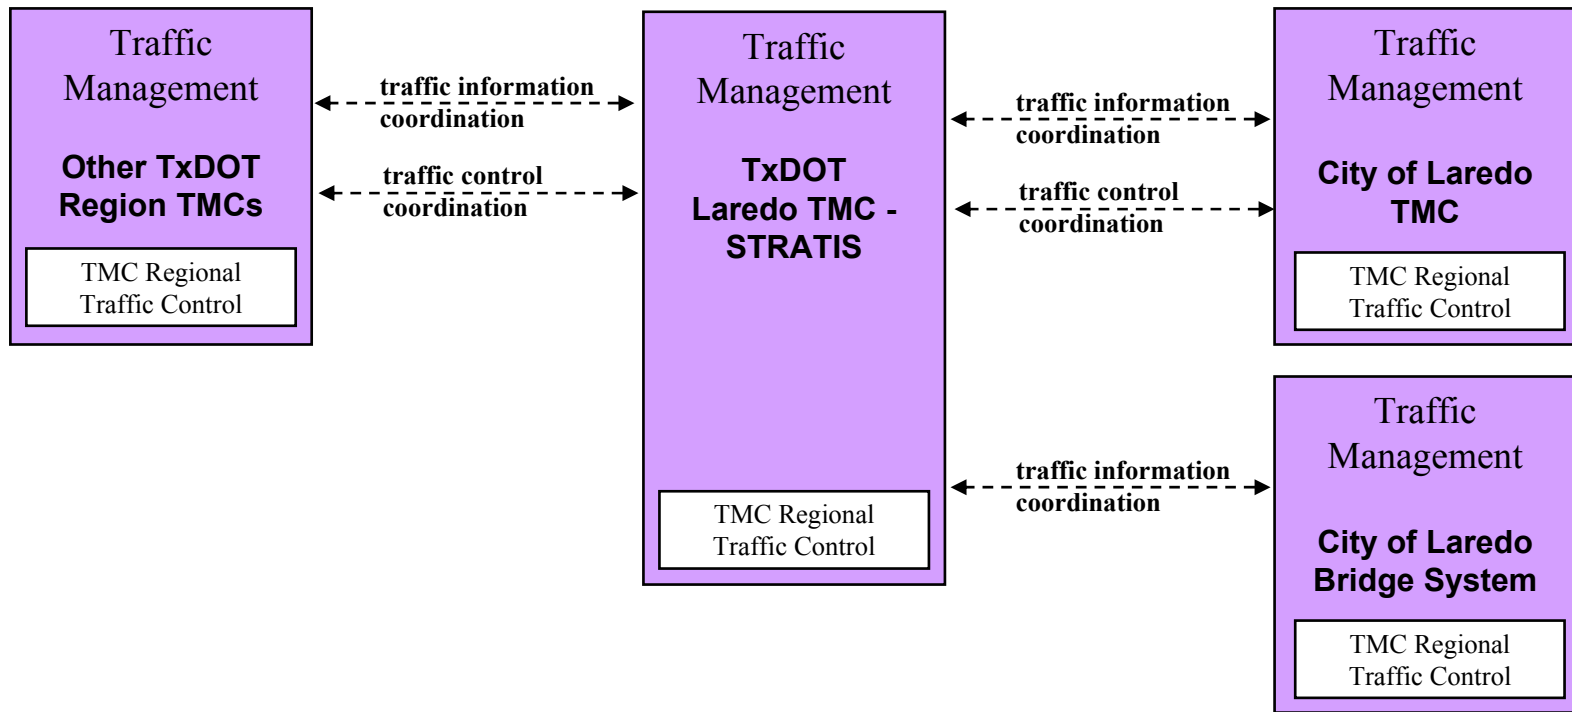 Traffic
Management
Other TxDOT
Region TMCs
TMC Regional
Traffic Control
traffic information
coordination
traffic control
coordination
Traffic
Management
TxDOT
Laredo TMC -
STRATIS
TMC Regional
Traffic Control
traffic information
coordination
traffic control
coordination
traffic information
coordination
Traffic
Management
City of Laredo
TMC
TMC Regional
Traffic Control
Traffic
Management
City of Laredo
Bridge System
TMC Regional
Traffic Control